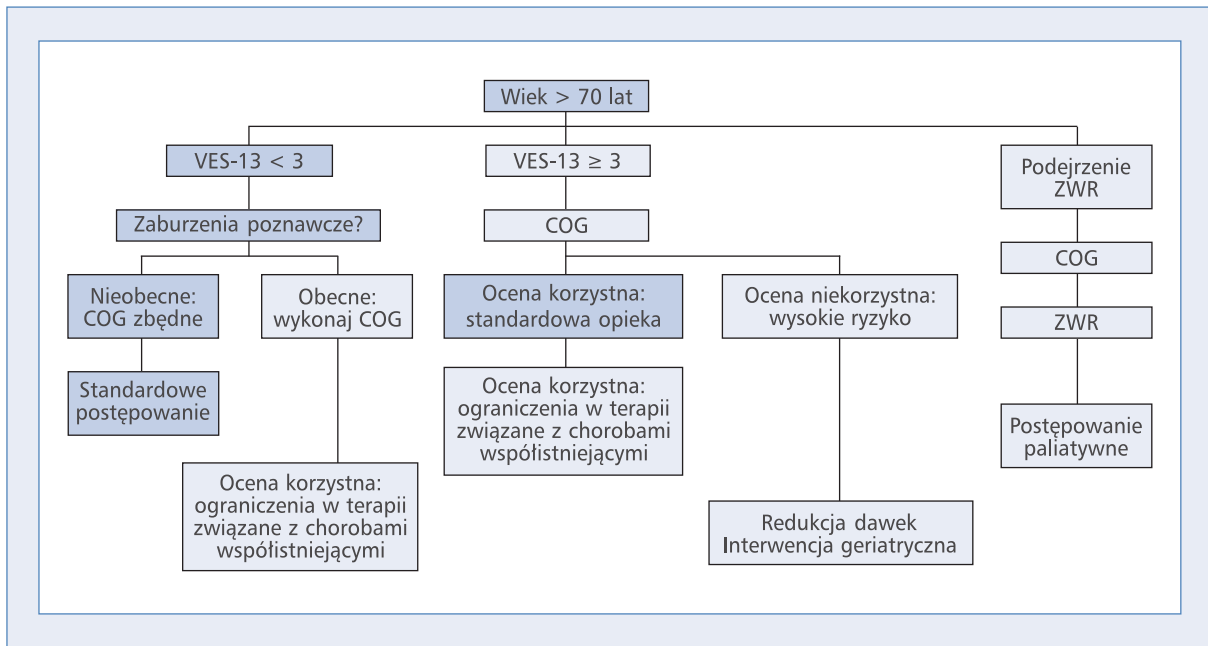 Wiek > 70 lat
VES-13 < 3
VES-13 ≥ 3
Podejrzenie
ZWR
Zaburzenia poznawcze?
COG
COG
Nieobecne:
COG zbędne
Obecne:
wykonaj COG
Ocena korzystna:
standardowa opieka
Ocena niekorzystna:
wysokie ryzyko
ZWR
Standardowe
postępowanie
Ocena korzystna:
ograniczenia w terapii
związane z chorobami
współistniejącymi
Postępowanie
paliatywne
Ocena korzystna:
ograniczenia w terapii
związane z chorobami
współistniejącymi
Redukcja dawek
Interwencja geriatryczna